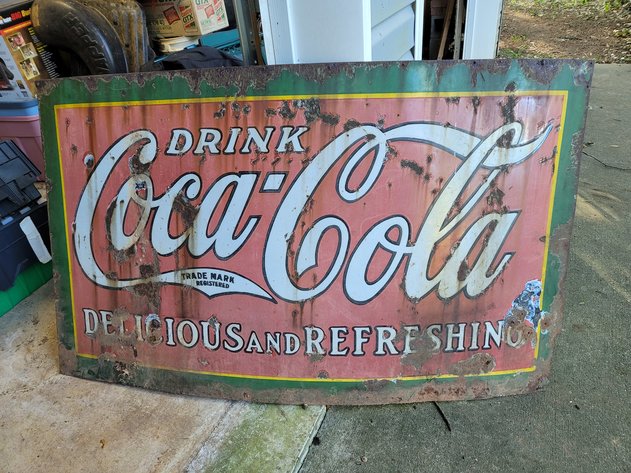 DRINK
Coca-Cola
TRADE MARK
REGISTERED
DELICIOUS AND REFRESHING